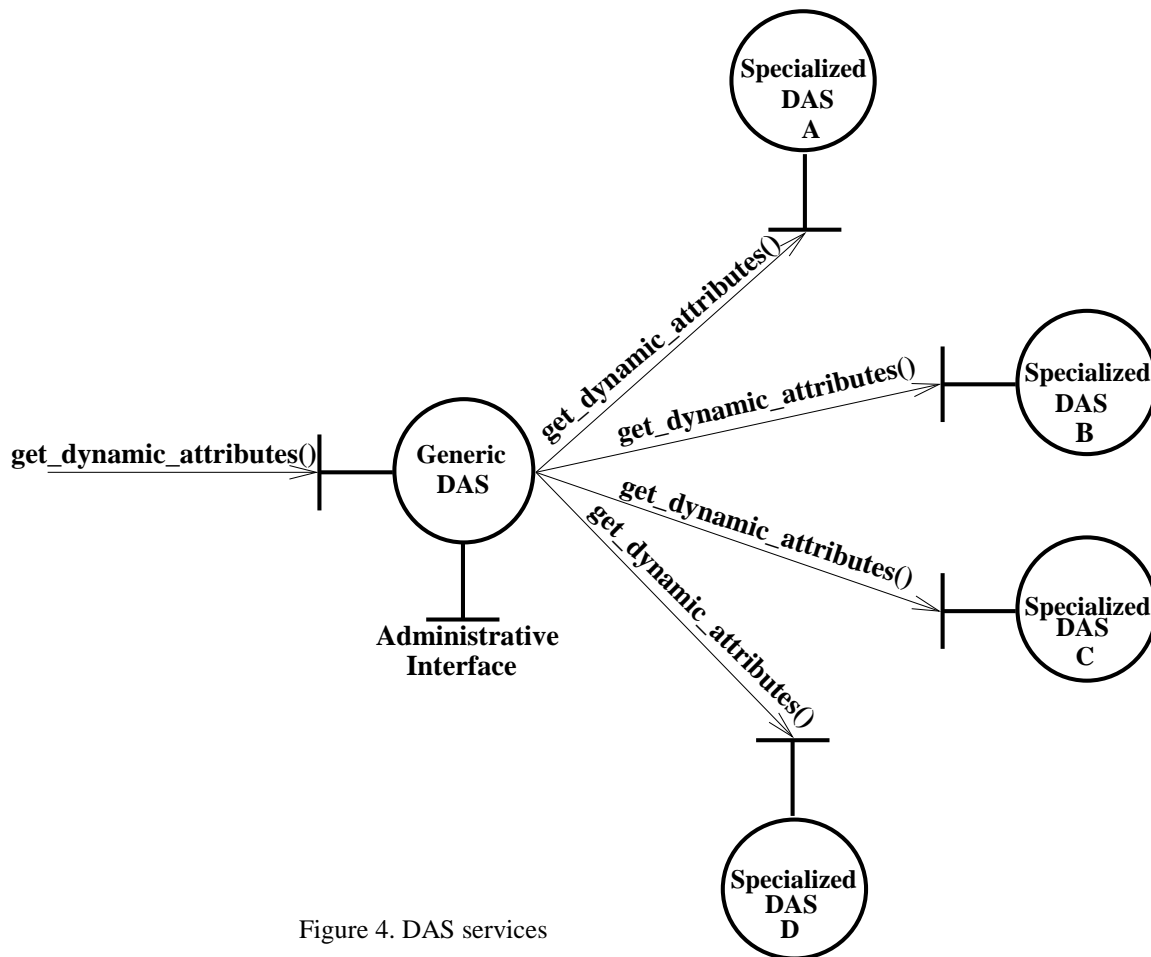 Specialized
DAS
A
get_dynamic_attributes()
get_dynamic_attributes()
Specialized
DAS
B
get_dynamic_attributes()
Generic
DAS
get_dynamic_attributes()
get_dynamic_attributes()
Specialized
DAS
C
Administrative
Interface
Specialized
DAS
D
Figure 4. DAS services